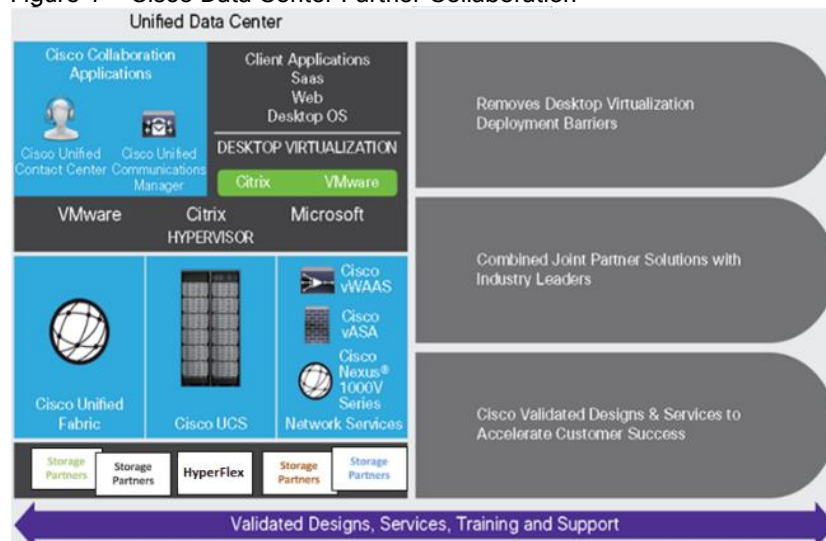 Unified Data Center
Cisco Collaboration
Applications
Cisco Unified
Contact Center
Cisco Unified
Communications
Manager
Client Applications
Saas
Web
Desktop OS
DESKTOP VIRTUALIZATION
Citrix VMware
VMware Citrix Microsoft
HYPERVISOR
Cisco Unified
Fabric
Cisco UCS
Cisco
vWAAS
Cisco
vASA
Cisco
Nexus®
1000V
Series
Network Services
Storage
Partners
Storage
Partners
HyperFlex
Storage
Partners
Storage
Partners
Removes Desktop Virtualization
Deployment Barriers
Combined Joint Partner Solutions with
Industry Leaders
Cisco Validated Designs & Services to
Accelerate Customer Success
Validated Designs, Services, Training and Support